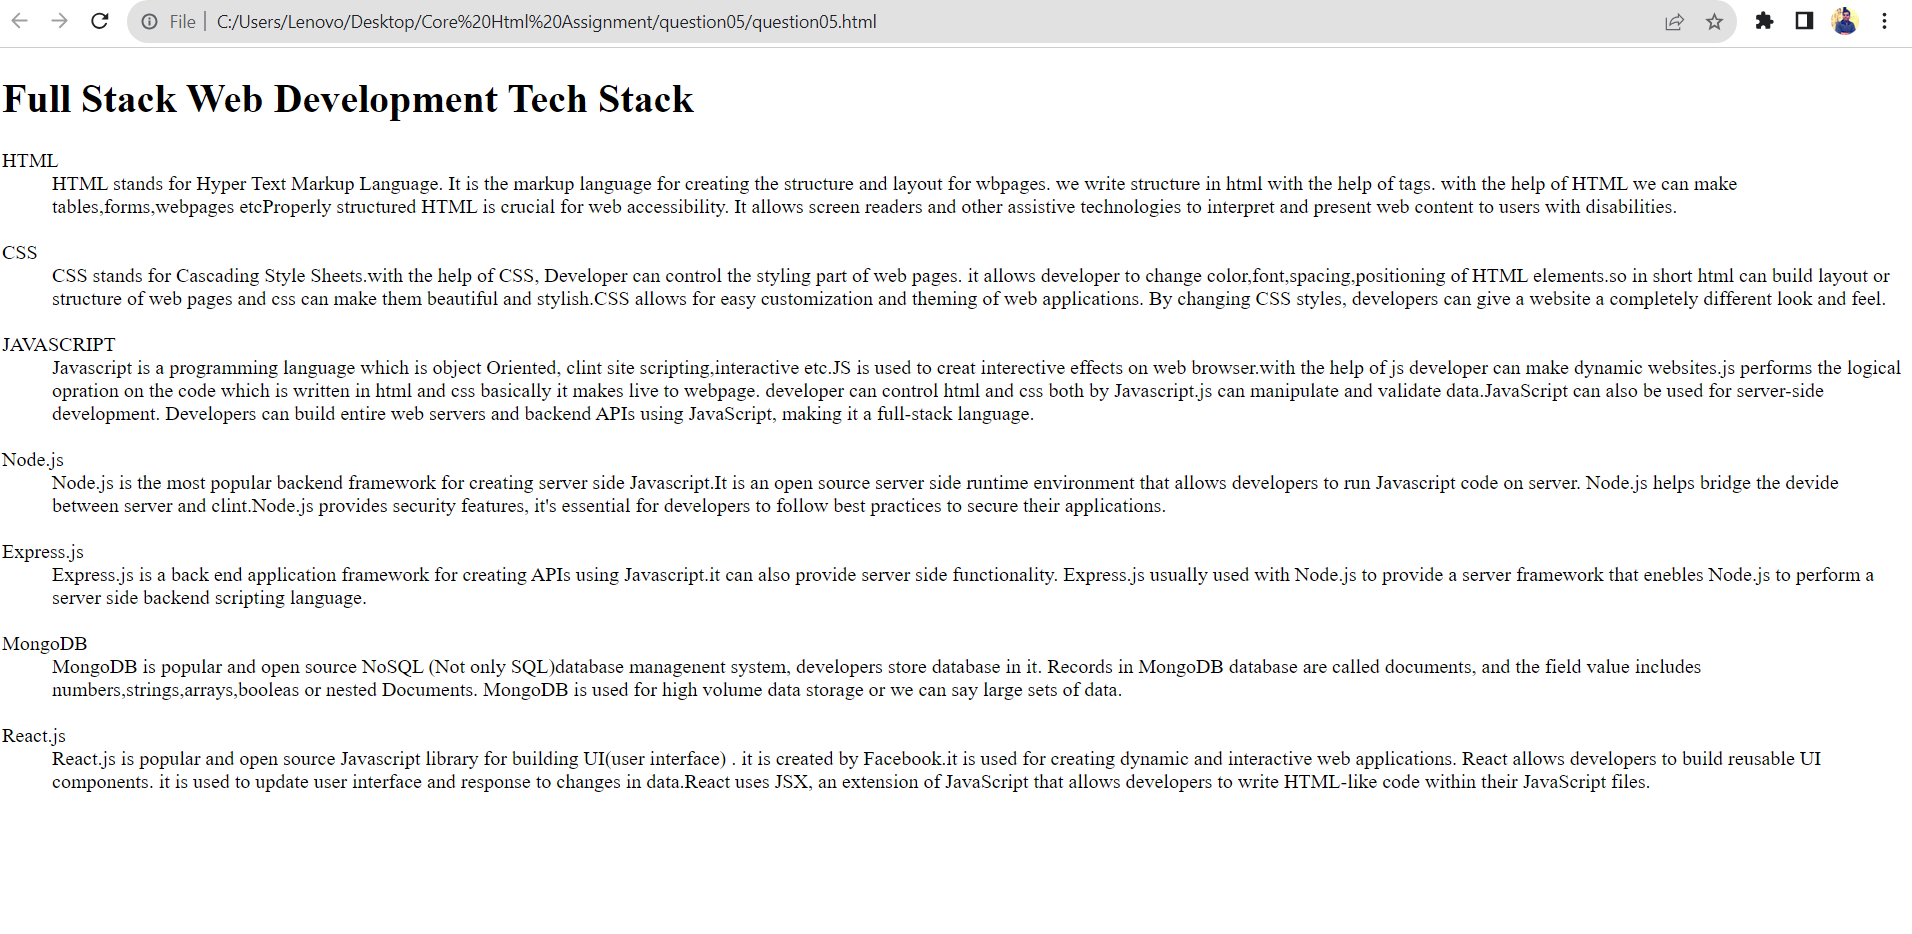 File
C:/Users/Lenovo/Desktop/Core%20Html%20Assignment/question05/question05.html
Full Stack Web Development Tech Stack
HTML
HTML stands for Hyper Text Markup Language. It is the markup language for creating the structure and layout for wbpages. we write structure in html with the help of tags. with the help of HTML we can make
tables,forms,webpages etcProperly structured HTML is crucial for web accessibility. It allows screen readers and other assistive technologies to interpret and present web content to users with disabilities.
CSS
CSS stands for Cascading Style Sheets.with the help of CSS, Developer can control the styling part of web pages. it allows developer to change color,font,spacing,positioning of HTML elements.so in short html can build layout or
structure of web pages and css can make them beautiful and stylish.CSS allows for easy customization and theming of web applications. By changing CSS styles, developers can give a website a completely different look and feel.
JAVASCRIPT
Javascript is a programming language which is object Oriented, clint site scripting,interactive etc.JS is used to creat interective effects on web browser.with the help of js developer can make dynamic websites.js performs the logical
opration on the code which is written in html and css basically it makes live to webpage. developer can control html and css both by Javascript.js can manipulate and validate data.JavaScript can also be used for server-side
development. Developers can build entire web servers and backend APIs using JavaScript, making it a full-stack language.
Node.js
Node.js is the most popular backend framework for creating server side Javascript.It is an open source server side runtime environment that allows developers to run Javascript code on server. Node.js helps bridge the devide
between server and clint.Node.js provides security features, it's essential for developers to follow best practices to secure their applications.
Express.js
Express.js is a back end application framework for creating APIs using Javascript.it can also provide server side functionality. Express.js usually used with Node.js to provide a server framework that enebles Node.js to perform a
server side backend scripting language.
MongoDB
MongoDB is popular and open source NoSQL (Not only SQL)database managenent system, developers store database in it. Records in MongoDB database are called documents, and the field value includes
numbers,strings,arrays,booleas or nested Documents. MongoDB is used for high volume data storage or we can say large sets of data.
React.js
React.js is popular and open source Javascript library for building UI(user interface) . it is created by Facebook.it is used for creating dynamic and interactive web applications. React allows developers to build reusable UI
components. it is used to update user interface and response to changes in data.React uses JSX, an extension of JavaScript that allows developers to write HTML-like code within their JavaScript files.